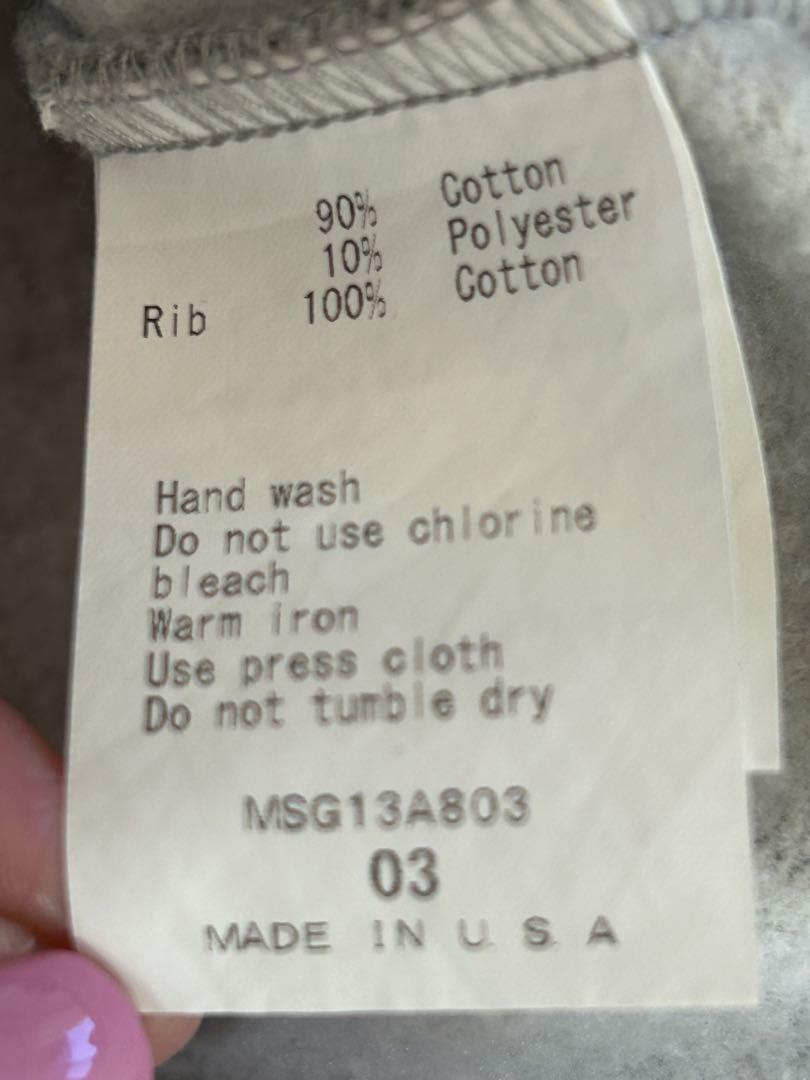 90% Cotton
10% Polyester
Rib 100% Cotton
Hand wash
Do not use chlorine
bleach
Warm iron
Use press cloth
Do not tumble dry
MSG13A803
03
MADE IN U S A